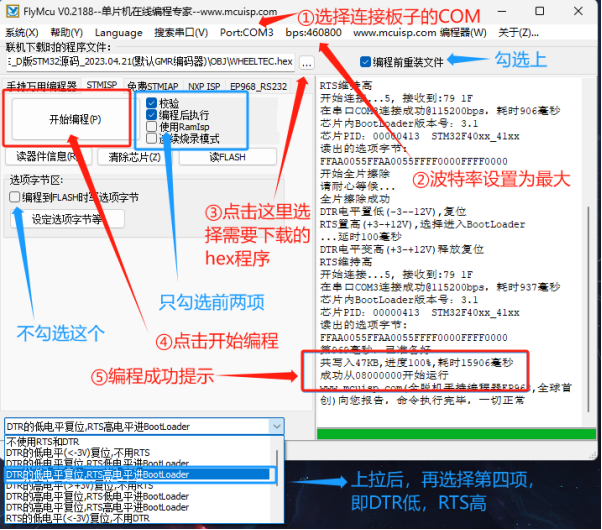 FlyMcu V0.2188--单片机在线编程专家--www.mcuisp.com
①选择连接板子的COM
系统(X) 帮助(Y) Language 搜索串口(V) Port:COM3 bps:460800 www.mcuisp.com 编程器(W) 关于(Z)...
联机下载时的程序文件:
E_D版STM32源码_2023.04.21(默认GMR编码器)\OBJ\WHEELTEC.hex ...
编程前重装文件
勾选上
手持万用编程器 STMISP 免费STMIAP NXP ISP EP968_RS232
开始编程(P)
校验
编程后执行
使用RamIsp
连续烧录模式
读器件信息(R) 清除芯片(Z) 读FLASH
选项字节区:
编程到FLASH时写选项字节
设定选项字节等
②波特率设置为最大
③点击这里选
择需要下载的
hex程序
只勾选前两项
不勾选这个
④点击开始编程
⑤编程成功提示
RTS维持高
开始连接...5, 接收到:79 1F
在串口COM3连接成功@115200bps, 耗时906毫秒
芯片内BootLoader版本号: 3.1
芯片PID: 00000413 STM32F40xx_41xx
读出的选项字节:
FFAA0055FFAA0055FFFF0000FFFF0000
开始全片擦除
请耐心等候...
全片擦除成功
DTR电平置低(-3--12V),复位
RTS置高(+3-+12V),选择进入BootLoader
...延时100毫秒
DTR电平变高(+3-+12V)释放复位
RTS维持高
开始连接...5, 接收到:79 1F
在串口COM3连接成功@115200bps, 耗时937毫秒
芯片内BootLoader版本号: 3.1
芯片PID: 00000413 STM32F40xx_41xx
读出的选项字节:
FFAA0055FFAA0055FFFF0000FFFF0000
第969毫秒, 已准备好
共写入47KB,进度100%,耗时15906毫秒
成功从08000000开始运行
www.mcuisp.com(全脱机手持编程器EP968,全球首
创)向您报告, 命令执行完毕, 一切正常
DTR的低电平复位,RTS高电平进BootLoader
不使用RTS和DTR
DTR的低电平(<-3V)复位,不用RTS
DTR的低电平复位,RTS低电平进BootLoader
DTR的低电平复位,RTS高电平进BootLoader
DTR的高电平(>+3V)复位,不用RTS
DTR的高电平复位,RTS低电平进BootLoader
DTR的高电平复位,RTS高电平进BootLoader
RTS的低电平(<-3V)复位,不用DTR
上拉后，再选择第四项，
即DTR低，RTS高